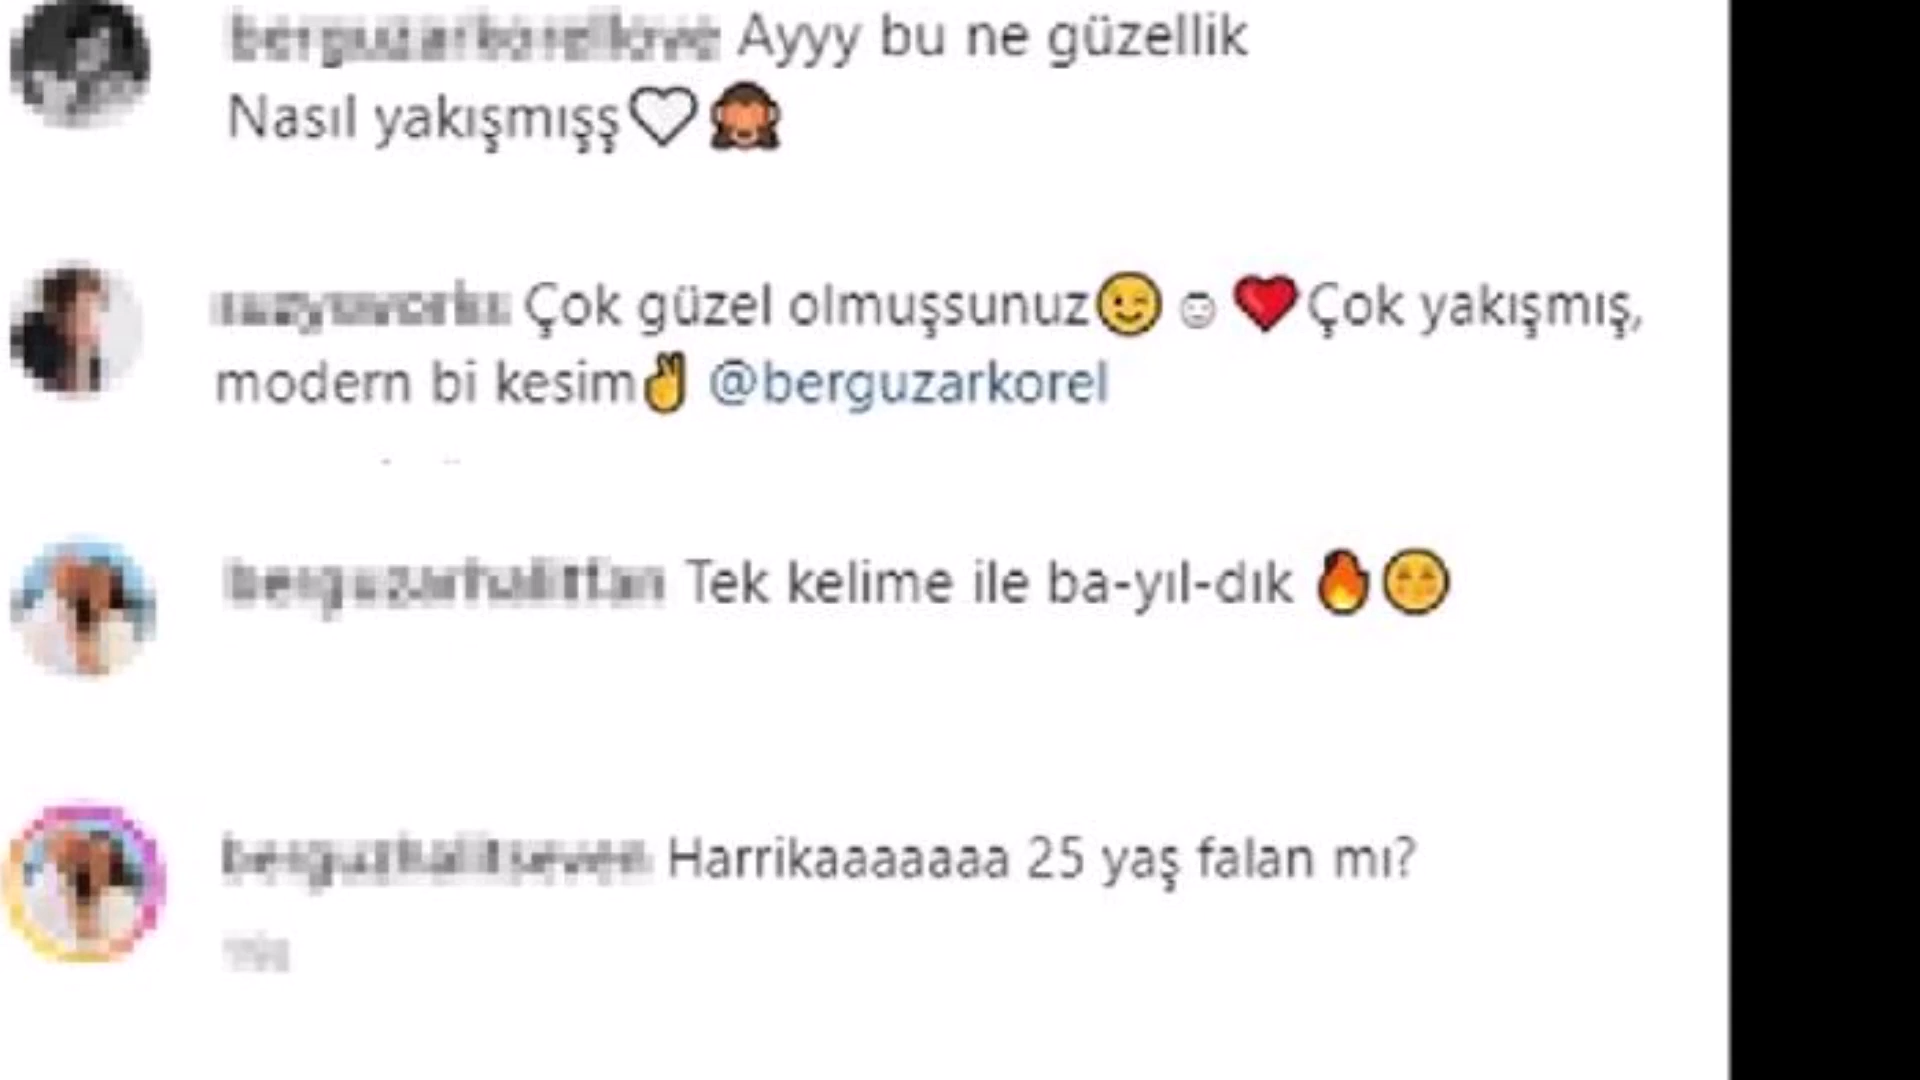 Ayyy bu ne güzellik
Nasıl yakışmışş🤍🙈
Çok güzel olmuşsunuz😉☺️❤️Çok yakışmış,
modern bi kesim✌️ @berguzarkorel
Tek kelime ile ba-yıl-dık 🔥😊
Harrikaaaaaaa 25 yaş falan mı?